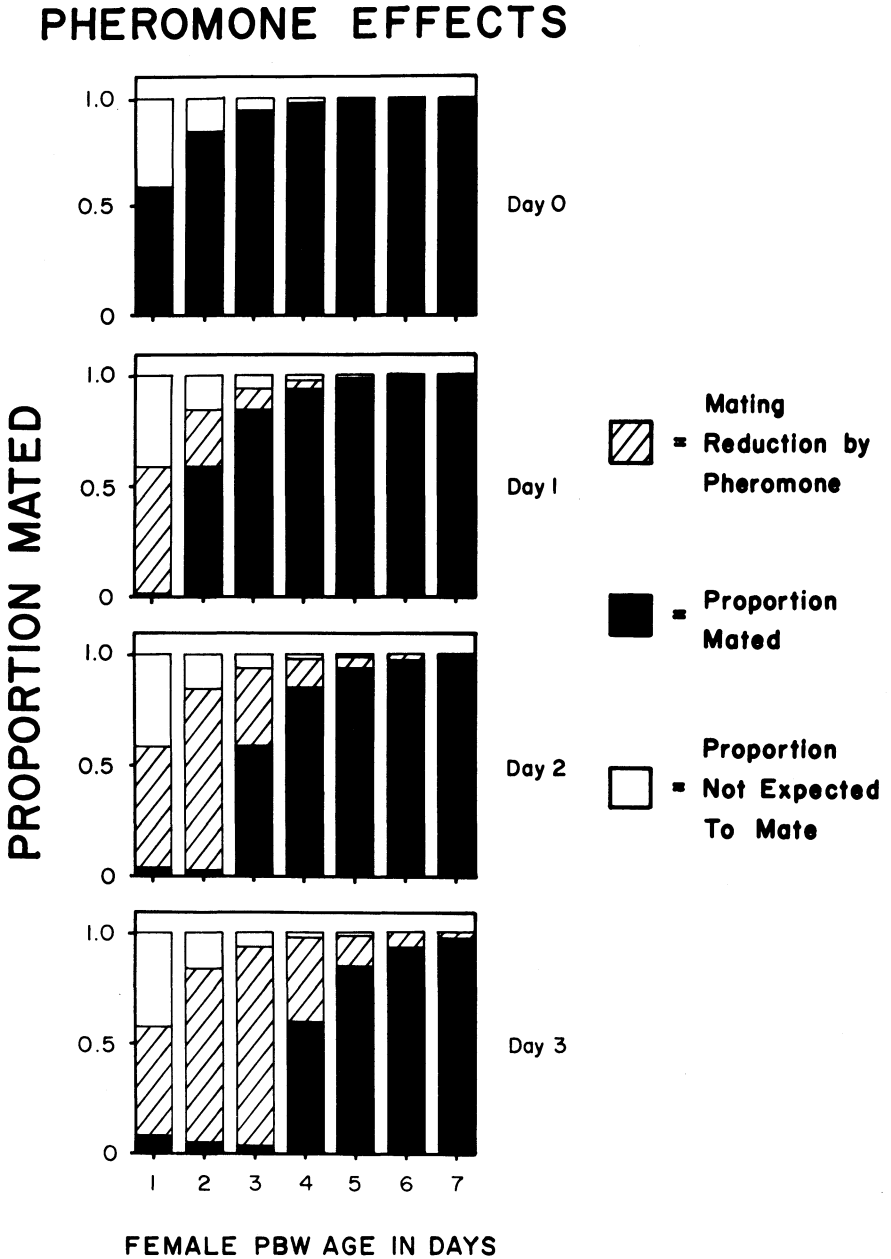 PHEROMONE EFFECTS
PROPORTION MATED
1.0
0.5
0
Day 0
1.0
0.5
0
Day 1
1.0
0.5
0
Day 2
1.0
0.5
0
Day 3
1 2 3 4 5 6 7
FEMALE PBW AGE IN DAYS
Mating
= Reduction by
Pheromone
= Proportion
Mated
Proportion
= Not Expected
To Mate